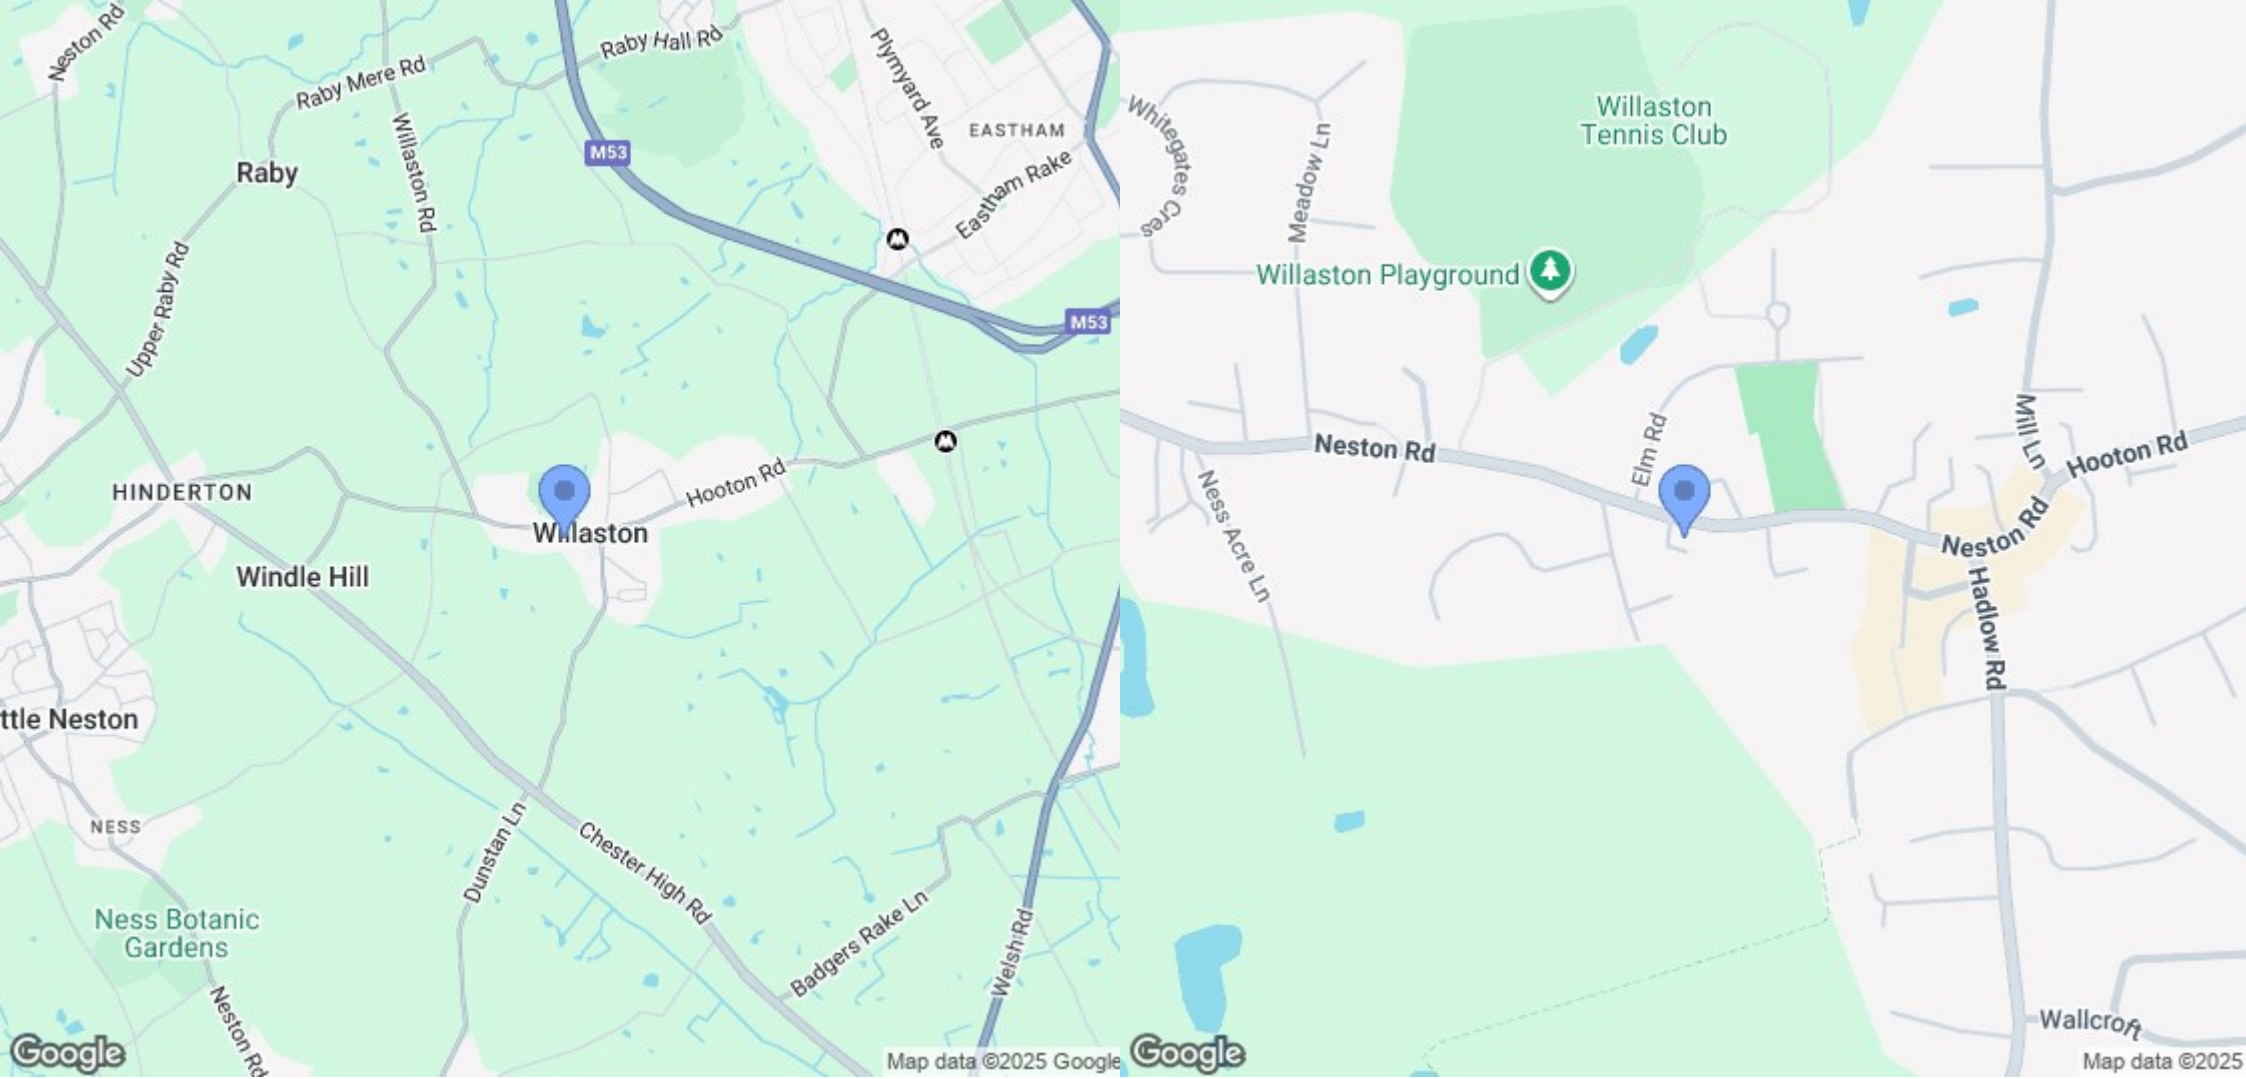 Neston Rd
Raby Hall Rd
Plymyard Ave
Raby Mere Rd
EASTHAM
M53
Willaston Rd
Raby
Eastham Rake
Upper Raby Rd
M53
Hooton Rd
HINDERTON
Willaston
Windle Hill
ttle Neston
NESS
Dunstan Ln
Chester High Rd
Ness Botanic
Gardens
Badgers Rake Ln
Welsh Rd
Neston Rd
Google
Map data ©2025 Google
Whitegates Cres
Meadow Ln
Willaston
Tennis Club
Willaston Playground
Mill Ln
Elm Rd
Neston Rd
Hooton Rd
Ness Acre Ln
Neston Rd
Hadlow Rd
Wallcroft
Google
Map data ©2025